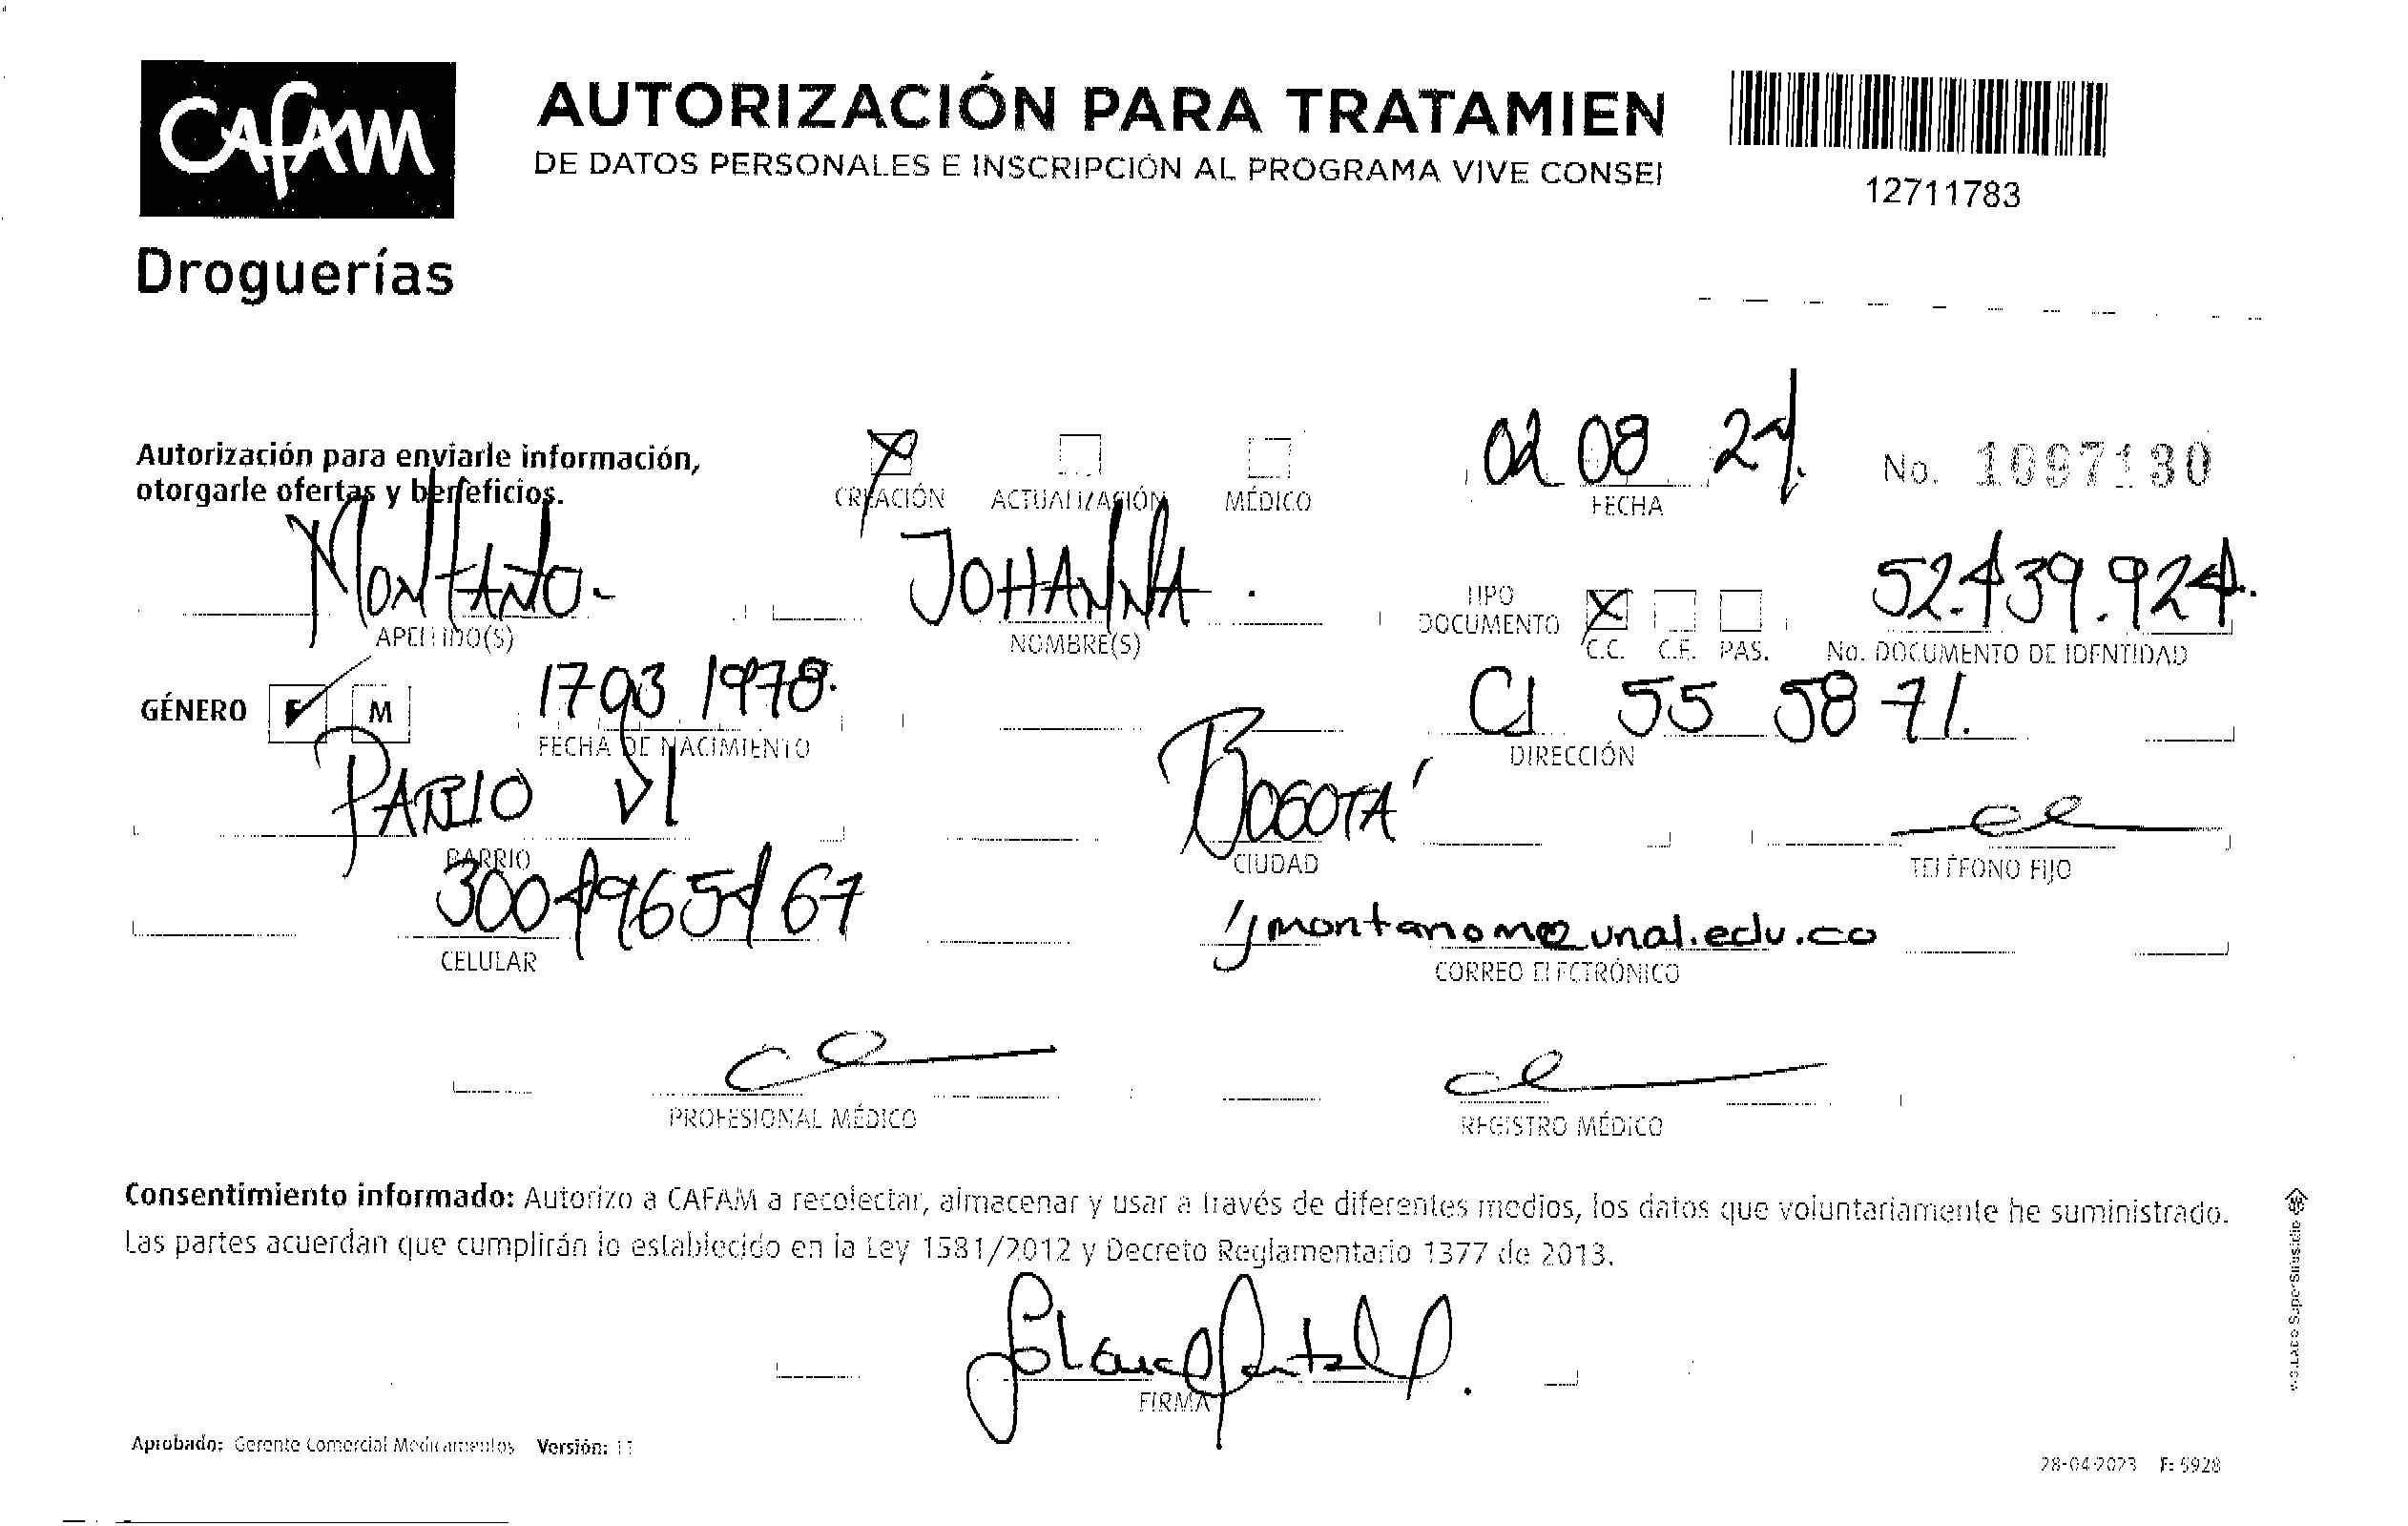 CAFAM
Droguerías
AUTORIZACIÓN PARA TRATAMIEN
DE DATOS PERSONALES E INSCRIPCIÓN AL PROGRAMA VIVE CONSEI
12711783
Autorización para enviarle información,
otorgarle ofertas y beneficios.
CREACIÓN ACTUALIZACIÓN MÉDICO
02 08 24.
FECHA
No. 1097130
MONTAÑO.
APELLIDO(S)
JOHANNA.
NOMBRE(S)
TIPO DOCUMENTO
C.C. C.E. PAS.
52.439.924.
No. DOCUMENTO DE IDENTIDAD
GÉNERO F M
17 03 1978.
FECHA DE NACIMIENTO
Cl 55 58 71.
DIRECCIÓN
PABLO VI
BARRIO
BOGOTÁ
CIUDAD
TELÉFONO FIJO
3004965467
CELULAR
yjmontanom@unal.edu.co
CORREO ELECTRÓNICO
PROFESIONAL MÉDICO
REGISTRO MÉDICO
Consentimiento informado: Autorizo a CAFAM a recolectar, almacenar y usar a través de diferentes medios, los datos que voluntariamente he suministrado.
Las partes acuerdan que cumplirán lo establecido en la Ley 1581/2012 y Decreto Reglamentario 1377 de 2013.
FIRMA
Aprobado: Gerente Comercial Medicamentos Versión: 11
28-04-2023 F: 5928
VIGILADO SuperSubsidio